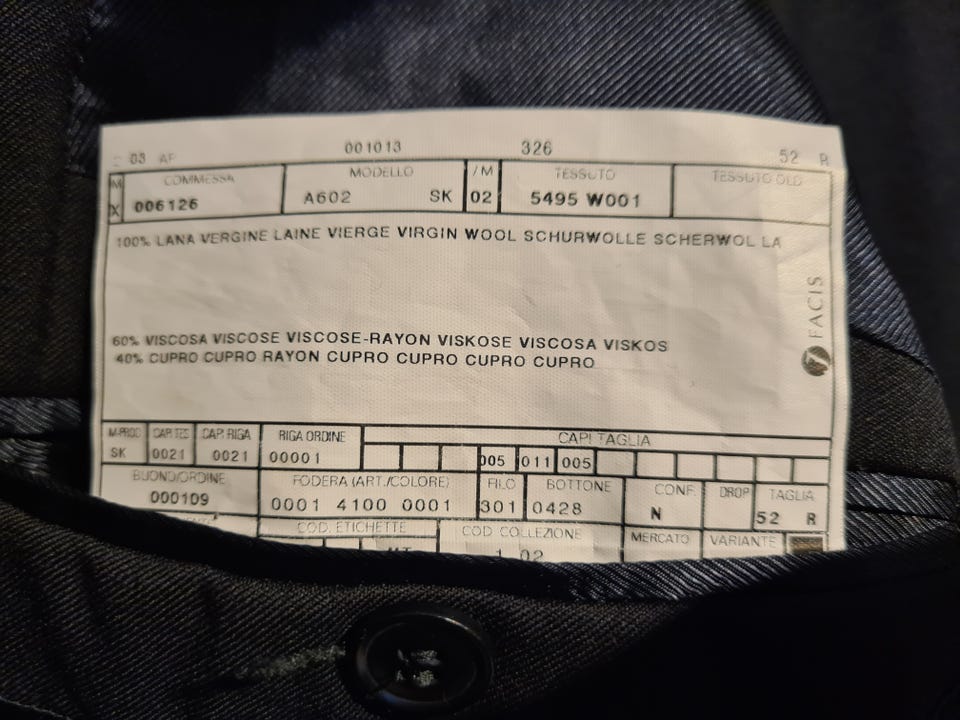 03 AF 001013 326 52 R
M COMMESSA MODELLO /M TESSUTO TESSUTO OLD
X 006126 A602 SK 02 5495 W001
100% LANA VERGINE LAINE VIERGE VIRGIN WOOL SCHURWOLLE SCHERWOL LA
FACIS
60% VISCOSA VISCOSE VISCOSE-RAYON VISKOSE VISCOSA VISKOS
40% CUPRO CUPRO RAYON CUPRO CUPRO CUPRO CUPRO
M-PROD CAPI TES CAPI RIGA RIGA ORDINE CAPI TAGLIA
SK 0021 0021 00001 005 011 005
BUONO/ORDINE FODERA (ART./COLORE) FILO BOTTONE CONF. DROP TAGLIA
000109 0001 4100 0001 301 0428 N 52 R
COD. ETICHETTE COD COLLEZIONE MERCATO VARIANTE
1 02